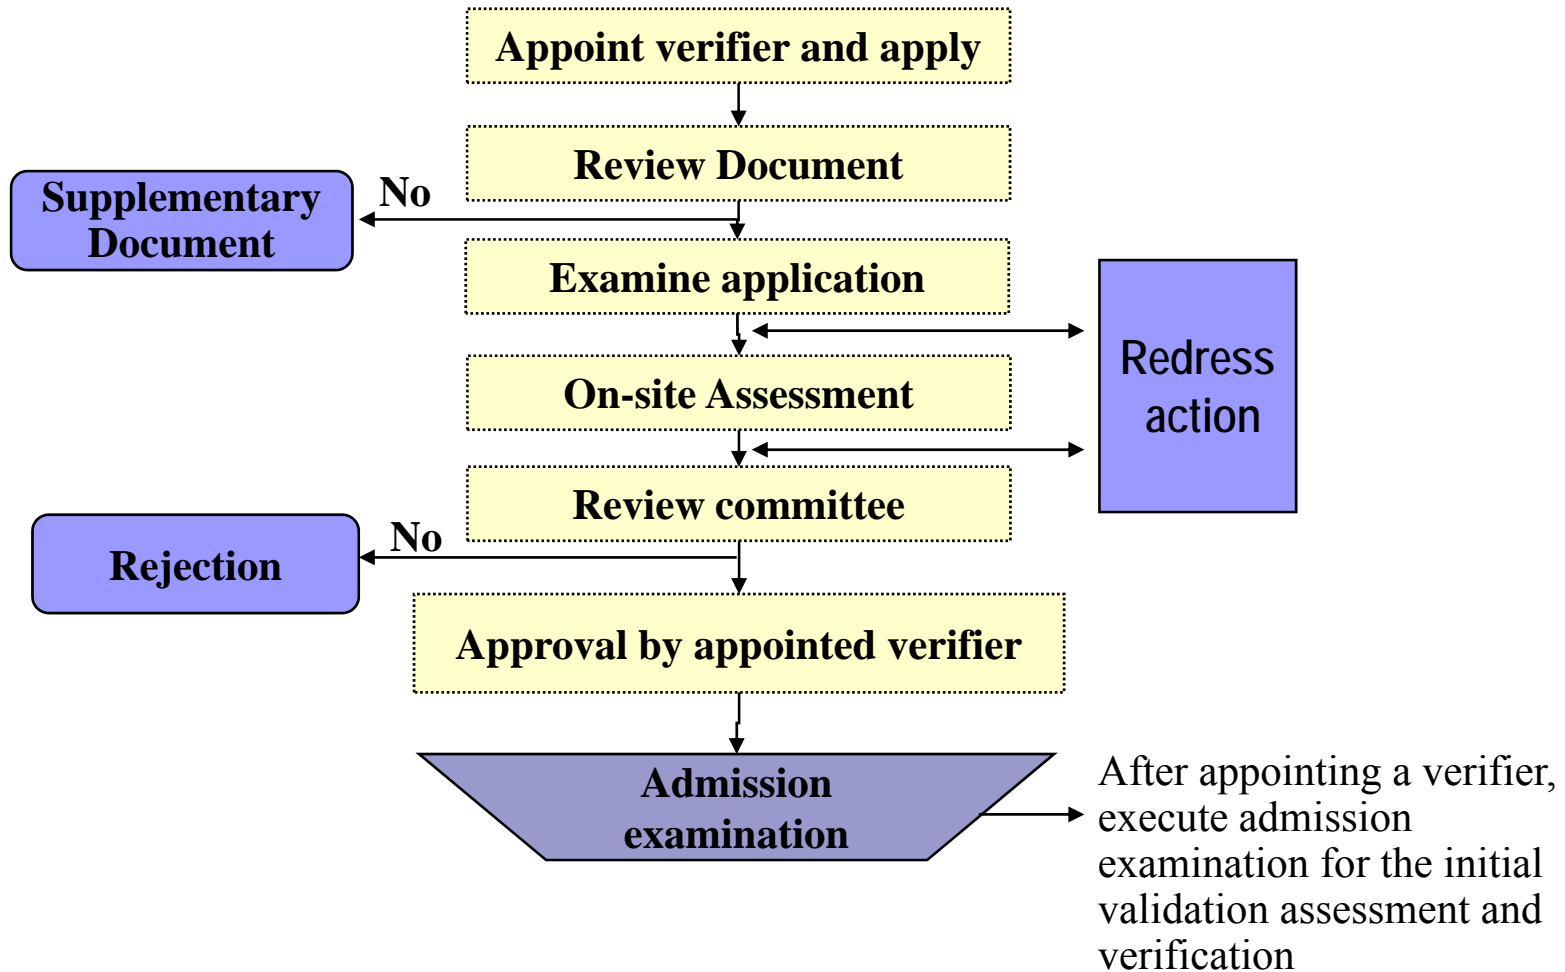 Appoint verifier and apply
Review Document
No
Supplementary
Document
Examine application
Redress
action
On-site Assessment
Review committee
No
Rejection
Approval by appointed verifier
Admission
examination
After appointing a verifier,
execute admission
examination for the initial
validation assessment and
verification